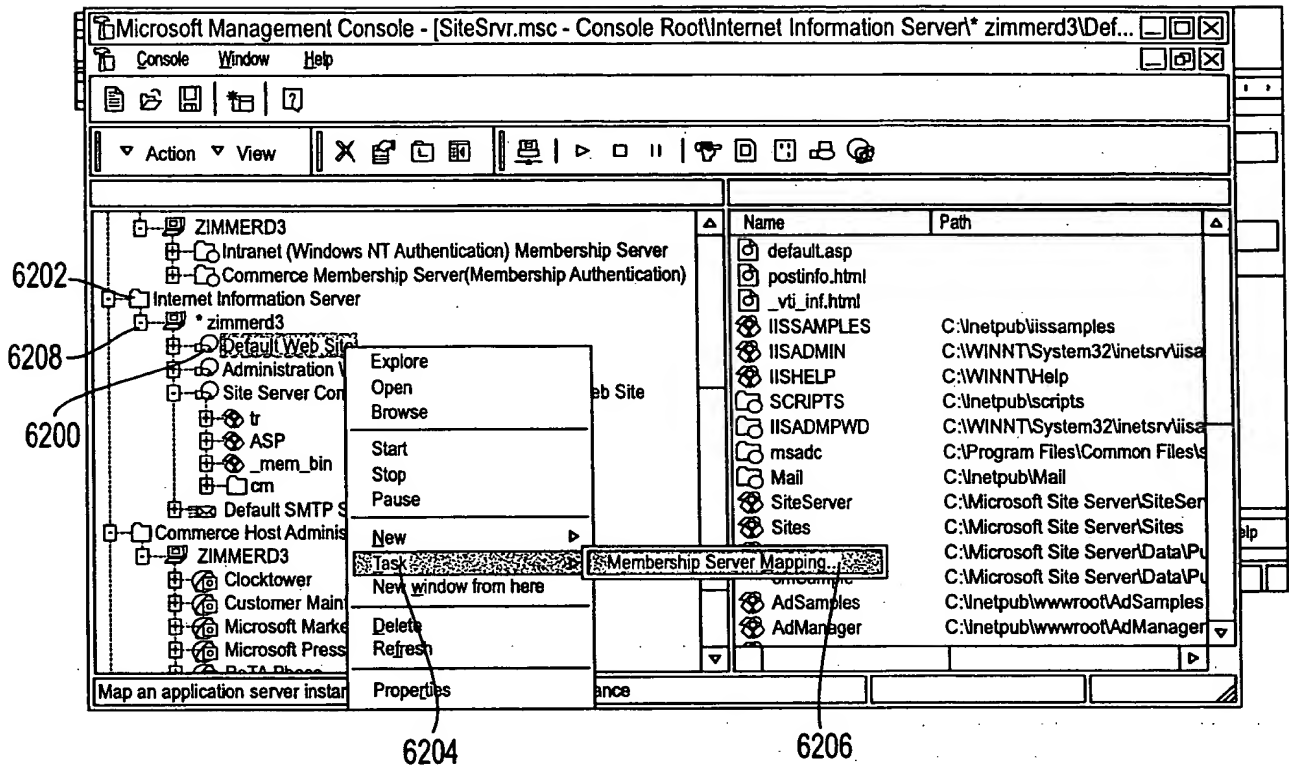 Microsoft Management Console - [SiteSrvr.msc - Console Root\Internet Information Server\* zimmerd3\Def...
Console Window Help
Action View
ZIMMERD3
Intranet (Windows NT Authentication) Membership Server
Commerce Membership Server(Membership Authentication)
6202
Internet Information Server
* zimmerd3
6208
Default Web Site
Administration W
Site Server Con
eb Site
6200
tr
ASP
_mem_bin
cm
Default SMTP S
Commerce Host Adminis
ZIMMERD3
Clocktower
Customer Main
Microsoft Marke
Microsoft Press
Explore
Open
Browse
Start
Stop
Pause
New
Task
New window from here
Delete
Refresh
Properties
Membership Server Mapping...
Name Path
default.asp
postinfo.html
_vti_inf.html
IISSAMPLES C:\Inetpub\iissamples
IISADMIN C:\WINNT\System32\inetsrv\iisa
IISHELP C:\WINNT\Help
SCRIPTS C:\Inetpub\scripts
IISADMPWD C:\WINNT\System32\inetsrv\iisa
msadc C:\Program Files\Common Files\s
Mail C:\Inetpub\Mail
SiteServer C:\Microsoft Site Server\SiteSer
Sites C:\Microsoft Site Server\Sites
C:\Microsoft Site Server\Data\Pu
C:\Microsoft Site Server\Data\Pu
AdSamples C:\Inetpub\wwwroot\AdSamples
AdManager C:\Inetpub\wwwroot\AdManager
elp
Map an application server instan
ance
6204
6206